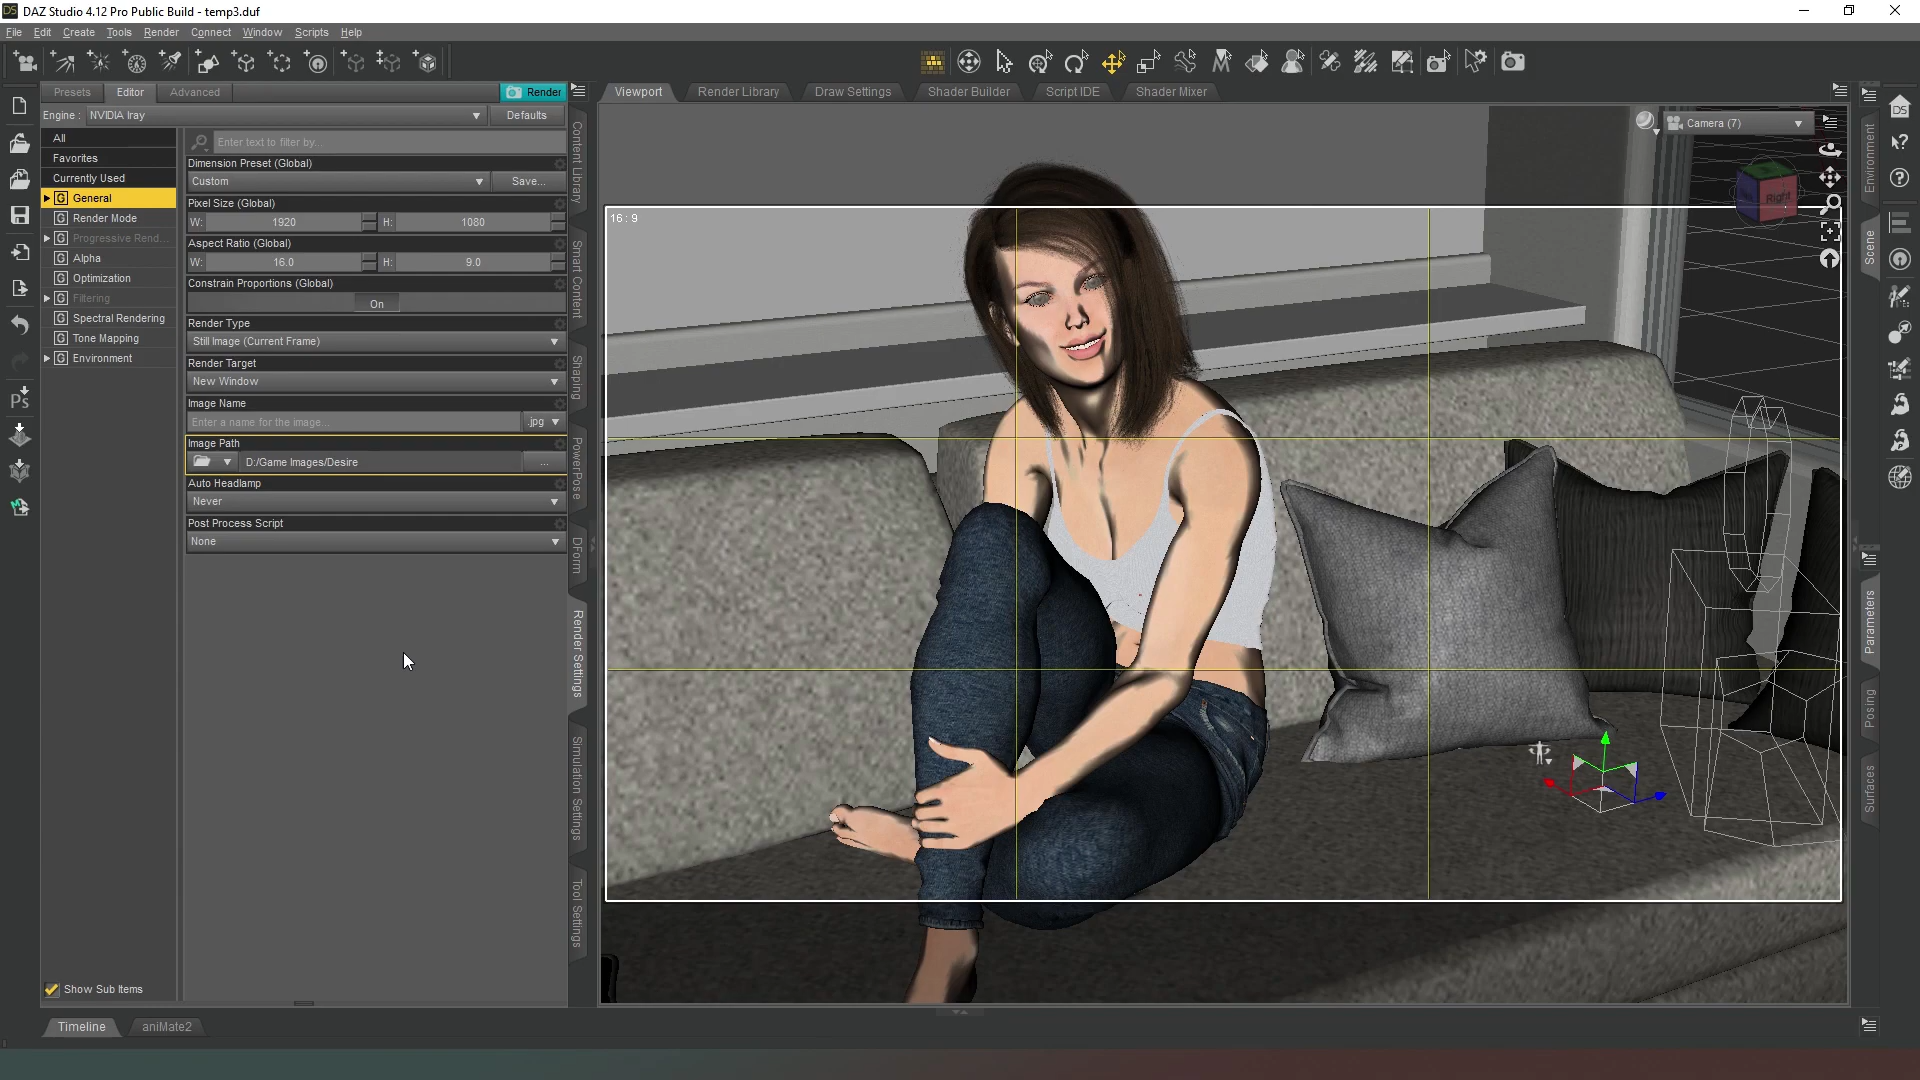 DAZ Studio 4.12 Pro Public Build - temp3.duf
File Edit Create Tools Render Connect Window Scripts Help
Presets Editor Advanced Render
Viewport Render Library Draw Settings Shader Builder Script IDE Shader Mixer
Engine : NVIDIA Iray Defaults
All
Favorites
Currently Used
G General
G Render Mode
G Progressive Rend...
G Alpha
G Optimization
G Filtering
G Spectral Rendering
G Tone Mapping
G Environment
Show Sub Items
Enter text to filter by...
Dimension Preset (Global)
Custom Save...
Pixel Size (Global)
W: 1920 H: 1080
Aspect Ratio (Global)
W: 16.0 H: 9.0
Constrain Proportions (Global)
On
Render Type
Still Image (Current Frame)
Render Target
New Window
Image Name
Enter a name for the image... .jpg
Image Path
D:/Game Images/Desire ...
Auto Headlamp
Never
Post Process Script
None
Content Library
Smart Content
Shaping
PowerPose
DForm
Render Settings
Simulation Settings
Tool Settings
16 : 9
Camera (7)
Right
Environment
Scene
Parameters
Posing
Surfaces
DS
Ps
Timeline aniMate2